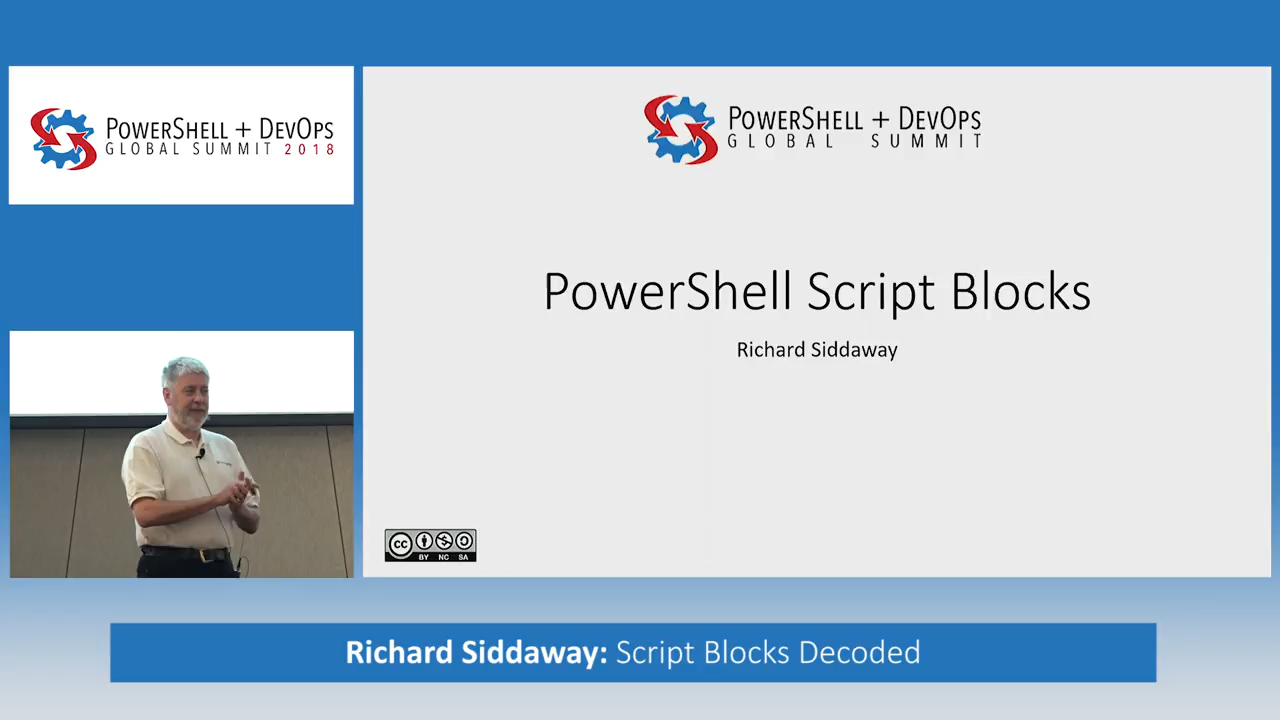 POWERSHELL + DEVOPS
GLOBAL SUMMIT 2018
POWERSHELL + DEVOPS
GLOBAL SUMMIT
PowerShell Script Blocks
Richard Siddaway
CC
BY NC SA
Richard Siddaway: Script Blocks Decoded